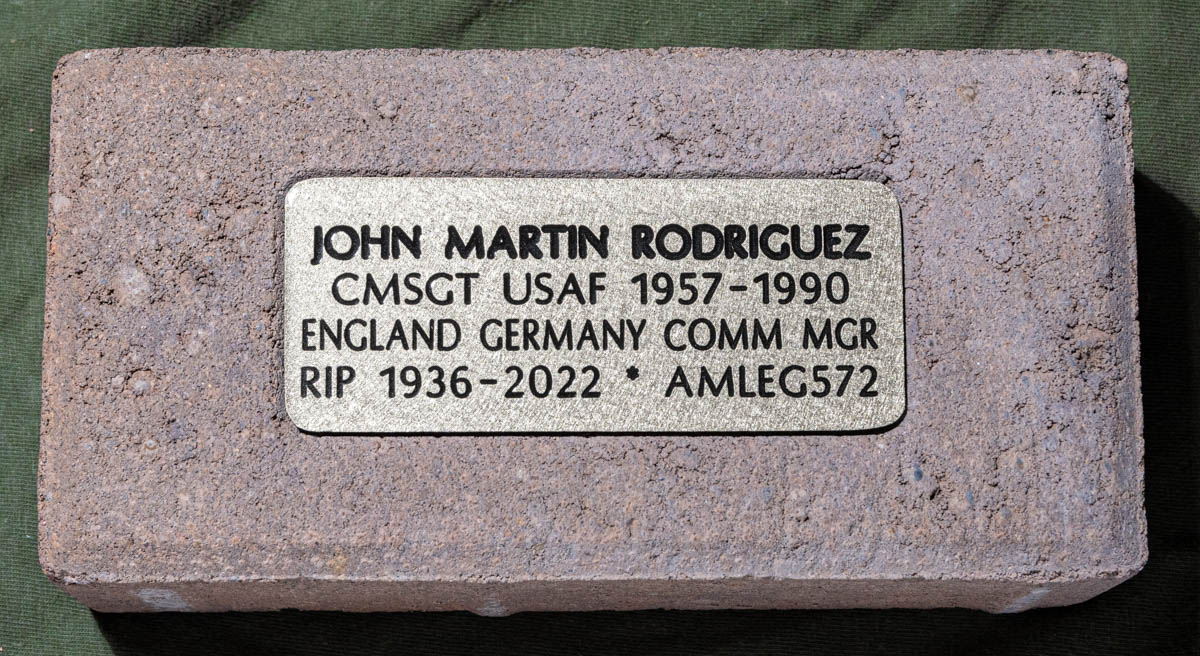 JOHN MARTIN RODRIGUEZ
CMSGT USAF 1957-1990
ENGLAND GERMANY COMM MGR
RIP 1936-2022 * AMLEG572